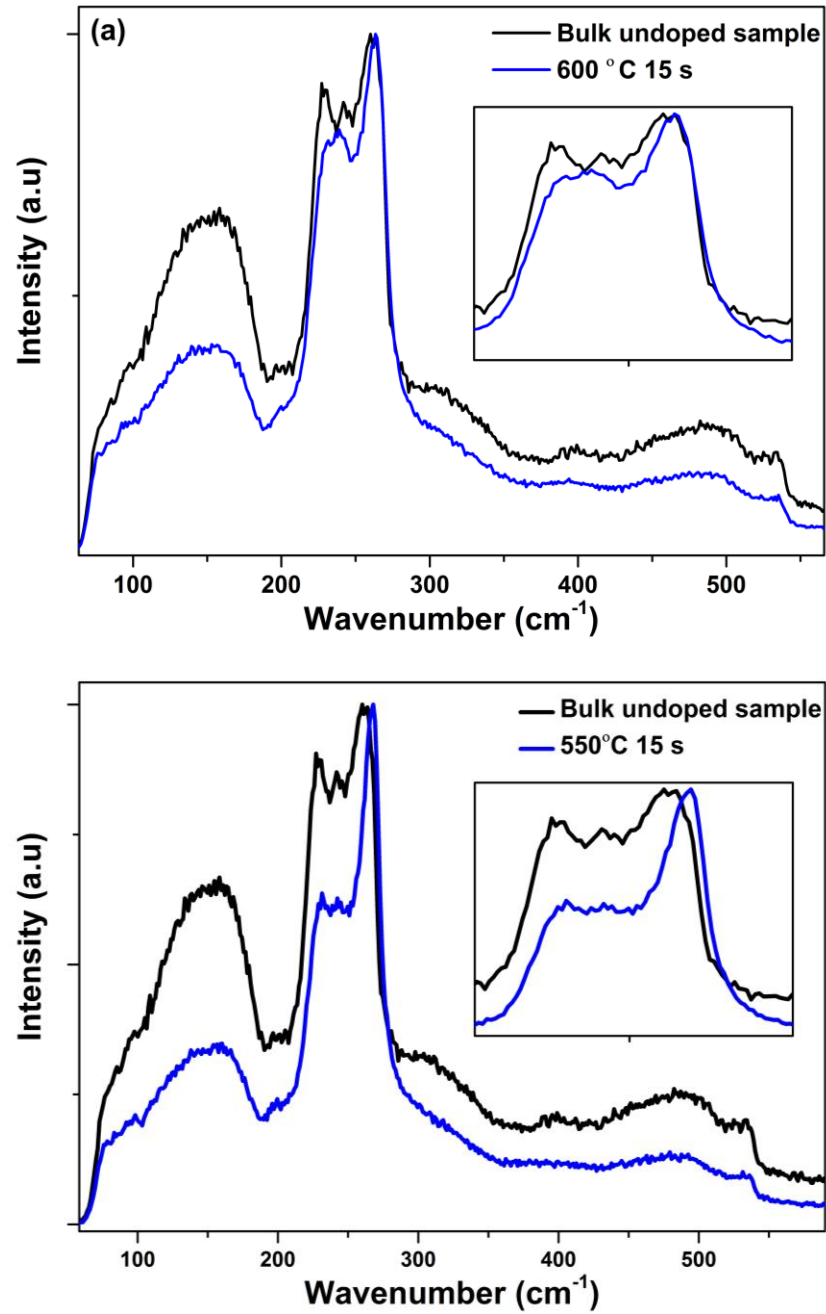 (a)
Bulk undoped sample
600 °C 15 s
Intensity (a.u)
100 200 300 400 500
Wavenumber (cm⁻¹)
Bulk undoped sample
550°C 15 s
Intensity (a.u)
100 200 300 400 500
Wavenumber (cm⁻¹)